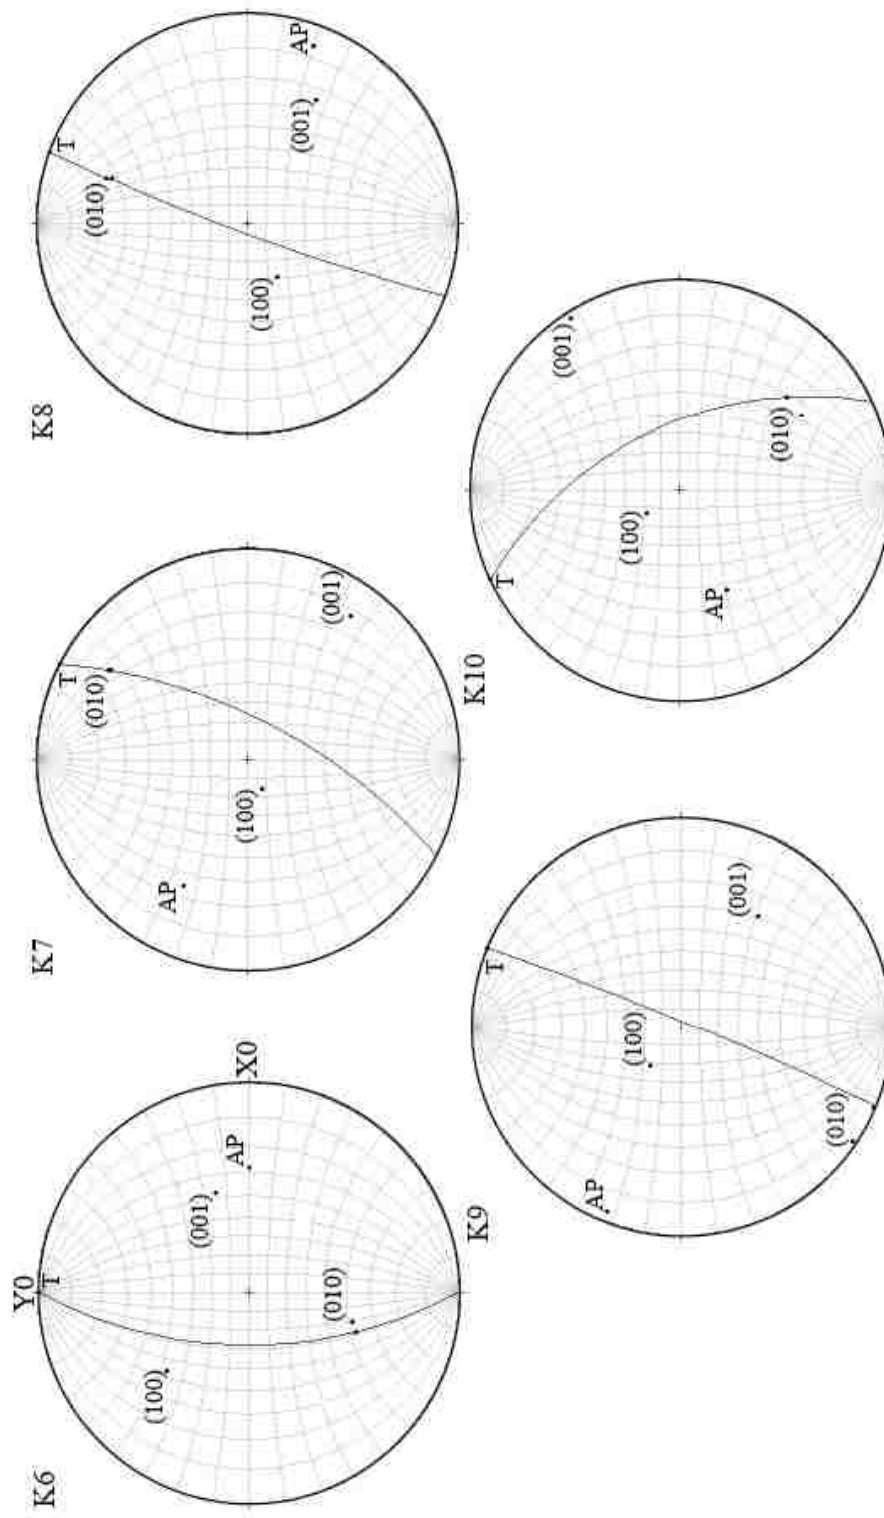 K6
Y0
T
(100)
(001)
AP
X0
(010)
K7
T
(010)
AP
(100)
(001)
K8
T
(010)
AP
(100)
(001)
K9
T
(100)
AP
(010)
(001)
K10
T
(001)
(100)
AP
(010)